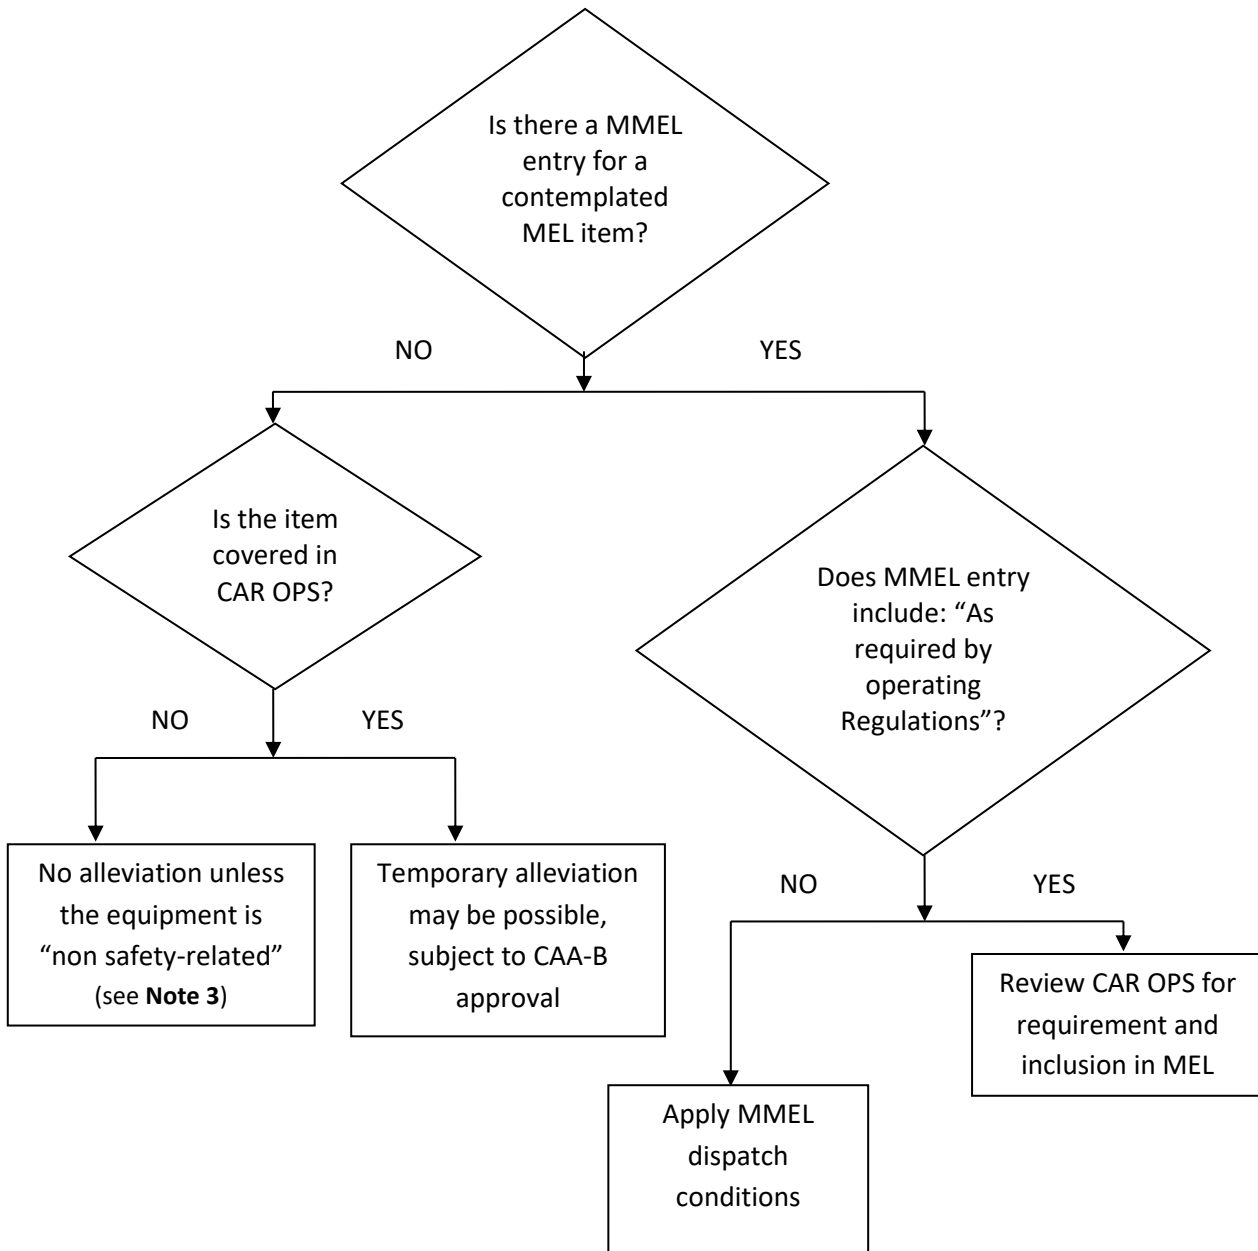 Is there a MMEL
entry for a
contemplated
MEL item?
NO
YES
Is the item
covered in
CAR OPS?
Does MMEL entry
include: “As
required by
operating
Regulations”?
NO
YES
No alleviation unless
the equipment is
“non safety-related”
(see Note 3)
Temporary alleviation
may be possible,
subject to CAA-B
approval
NO
YES
Apply MMEL
dispatch
conditions
Review CAR OPS for
requirement and
inclusion in MEL